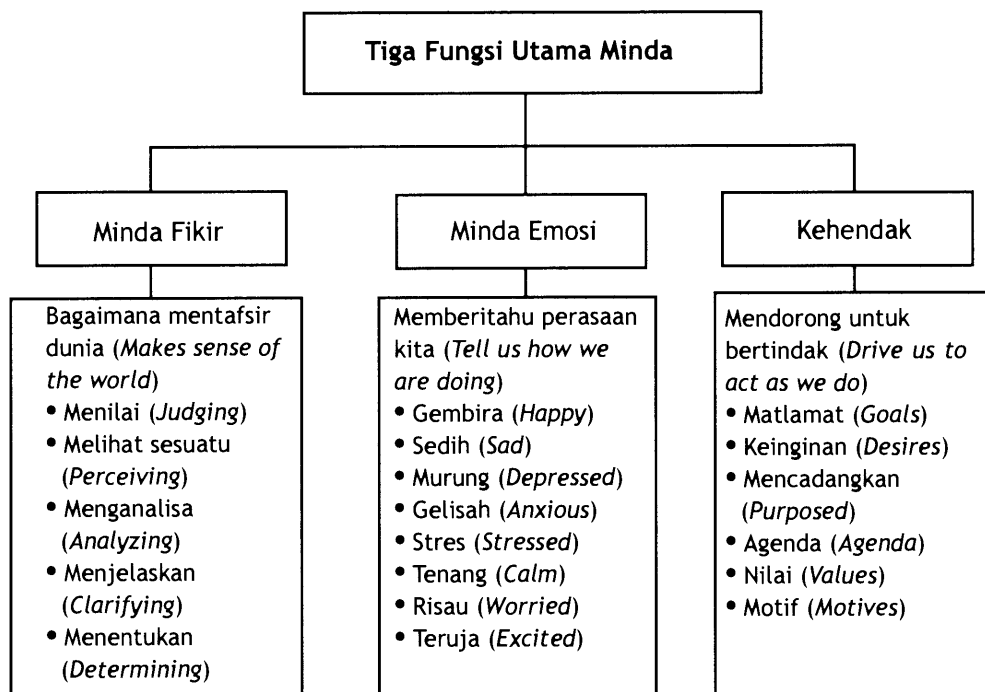 Tiga Fungsi Utama Minda
Minda Fikir
Bagaimana mentafsir
dunia (Makes sense of
the world)
• Menilai (Judging)
• Melihat sesuatu
(Perceiving)
• Menganalisa
(Analyzing)
• Menjelaskan
(Clarifying)
• Menentukan
(Determining)
Minda Emosi
Memberitahu perasaan
kita (Tell us how we
are doing)
• Gembira (Happy)
• Sedih (Sad)
• Murung (Depressed)
• Gelisah (Anxious)
• Stres (Stressed)
• Tenang (Calm)
• Risau (Worried)
• Teruja (Excited)
Kehendak
Mendorong untuk
bertindak (Drive us to
act as we do)
• Matlamat (Goals)
• Keinginan (Desires)
• Mencadangkan
(Purposed)
• Agenda (Agenda)
• Nilai (Values)
• Motif (Motives)